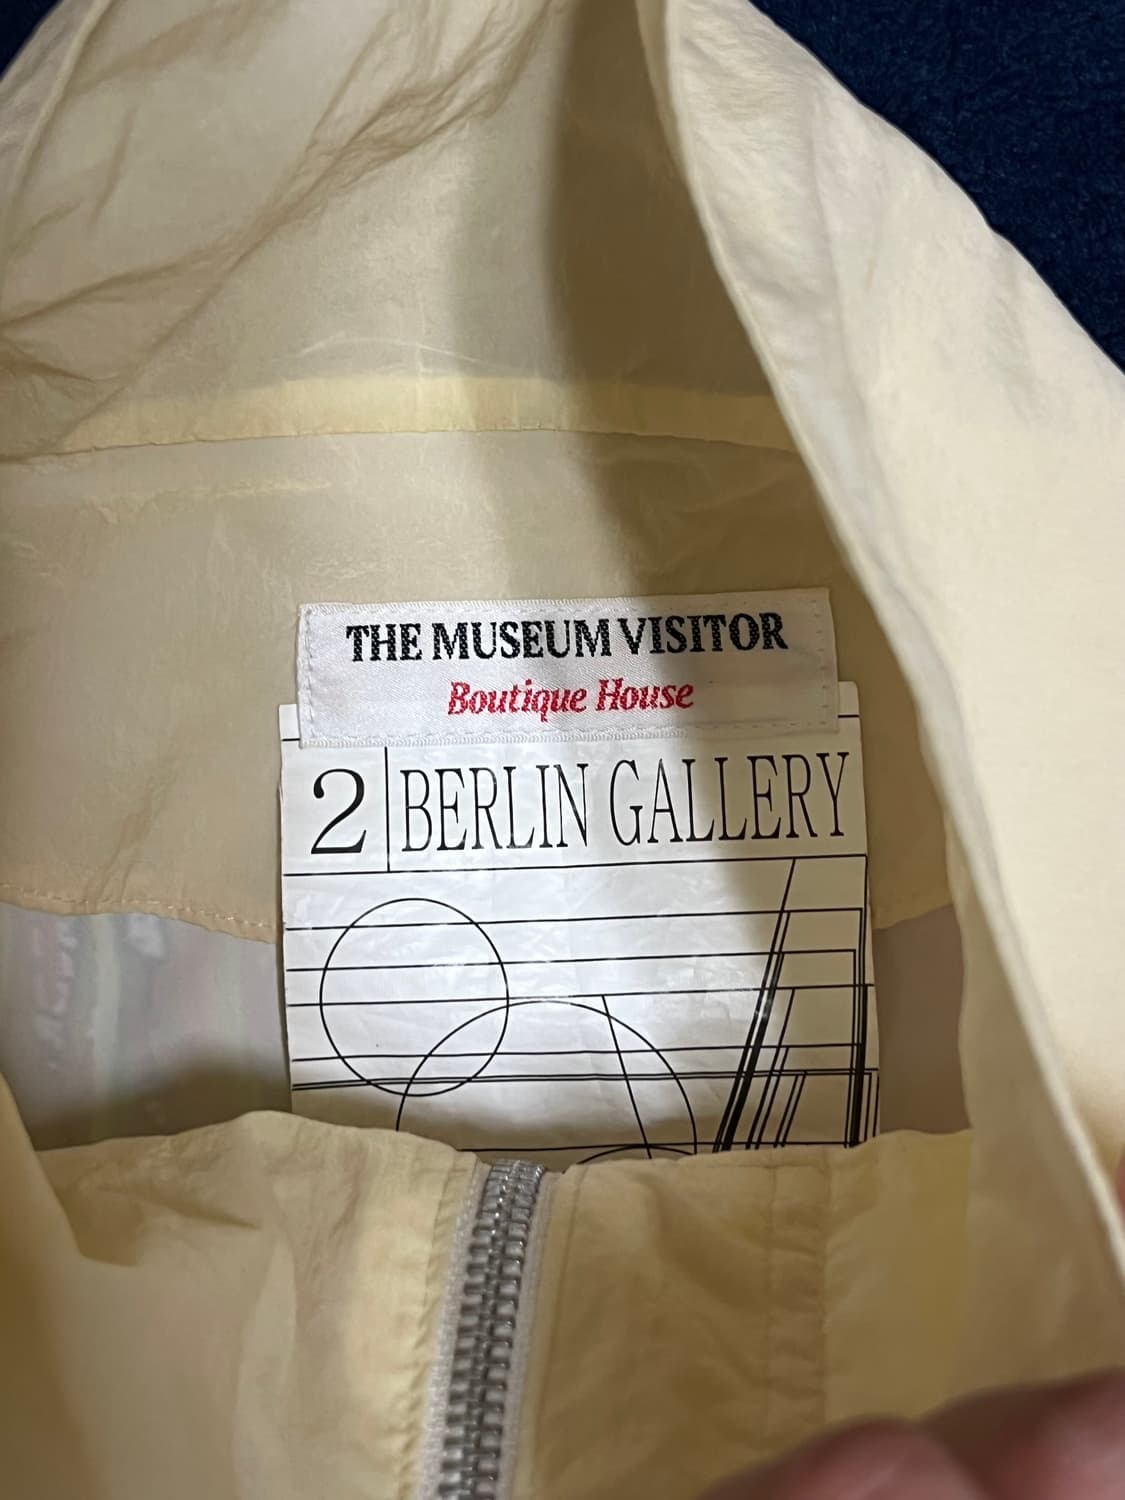 THE MUSEUM VISITOR
Boutique House
2 BERLIN GALLERY